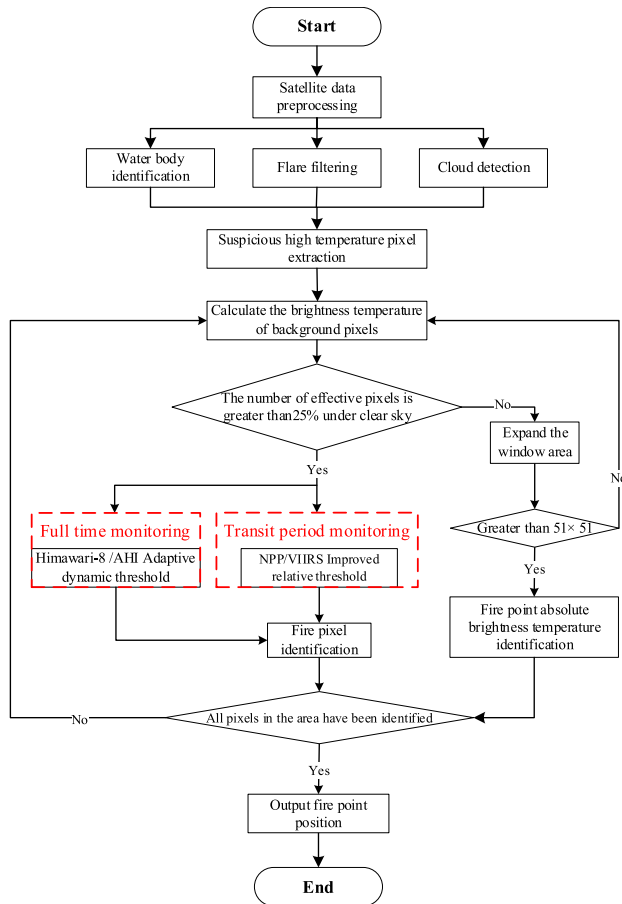 Start
Satellite data
preprocessing
Water body
identification
Flare filtering
Cloud detection
Suspicious high temperature pixel
extraction
Calculate the brightness temperature
of background pixels
The number of effective pixels is
greater than25% under clear sky
No
Expand the
window area
No
Yes
Full time monitoring
Himawari-8 /AHI Adaptive
dynamic threshold
Transit period monitoring
NPP/VIIRS Improved
relative threshold
Greater than 51× 51
Yes
Fire point absolute
brightness temperature
identification
Fire pixel
identification
All pixels in the area have been identified
No
Yes
Output fire point
position
End